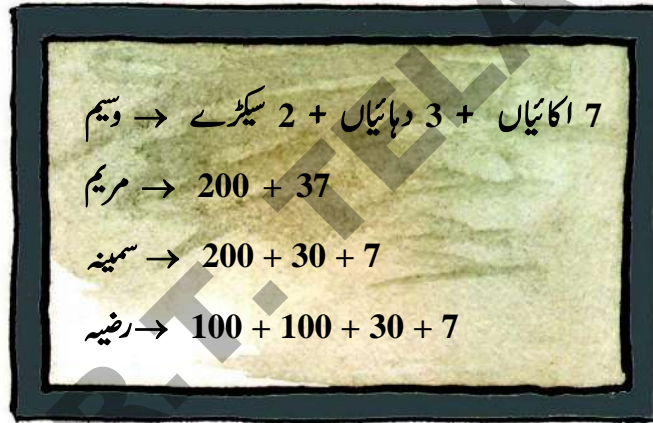 وسیم → 2 سیکڑے + 3 دہائیاں + 7 اکائیاں
مریم → 200 + 37
سمینہ → 200 + 30 + 7
رضیہ → 100 + 100 + 30 + 7